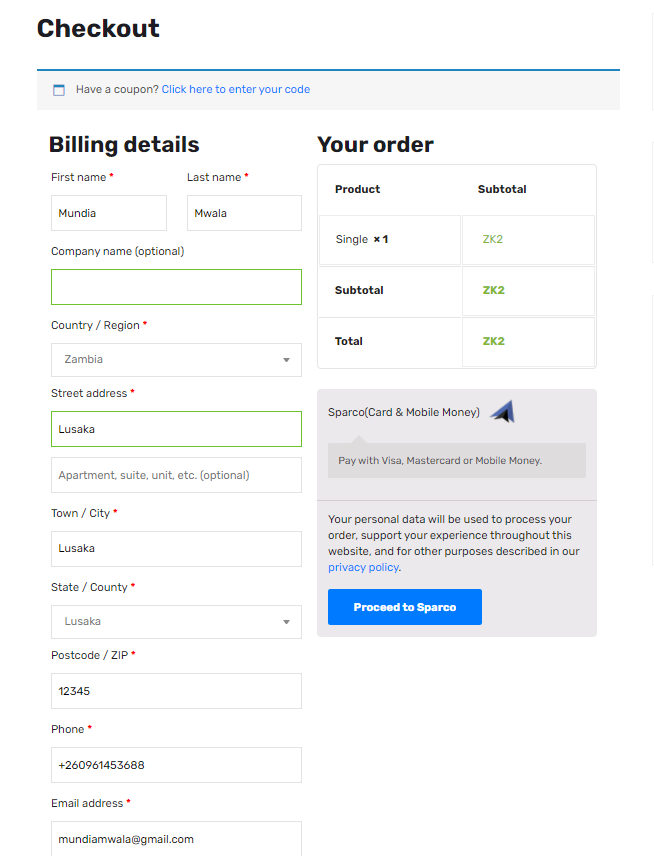 Checkout
Have a coupon? Click here to enter your code
Billing details
First name * Last name *
Mundia Mwala
Company name (optional)
Country / Region *
Zambia
Street address *
Lusaka
Apartment, suite, unit, etc. (optional)
Town / City *
Lusaka
State / County *
Lusaka
Postcode / ZIP *
12345
Phone *
+260961453688
Email address *
mundiamwala@gmail.com
Your order
Product Subtotal
Single × 1 ZK2
Subtotal ZK2
Total ZK2
Sparco(Card & Mobile Money)
Pay with Visa, Mastercard or Mobile Money.
Your personal data will be used to process your
order, support your experience throughout this
website, and for other purposes described in our
privacy policy.
Proceed to Sparco